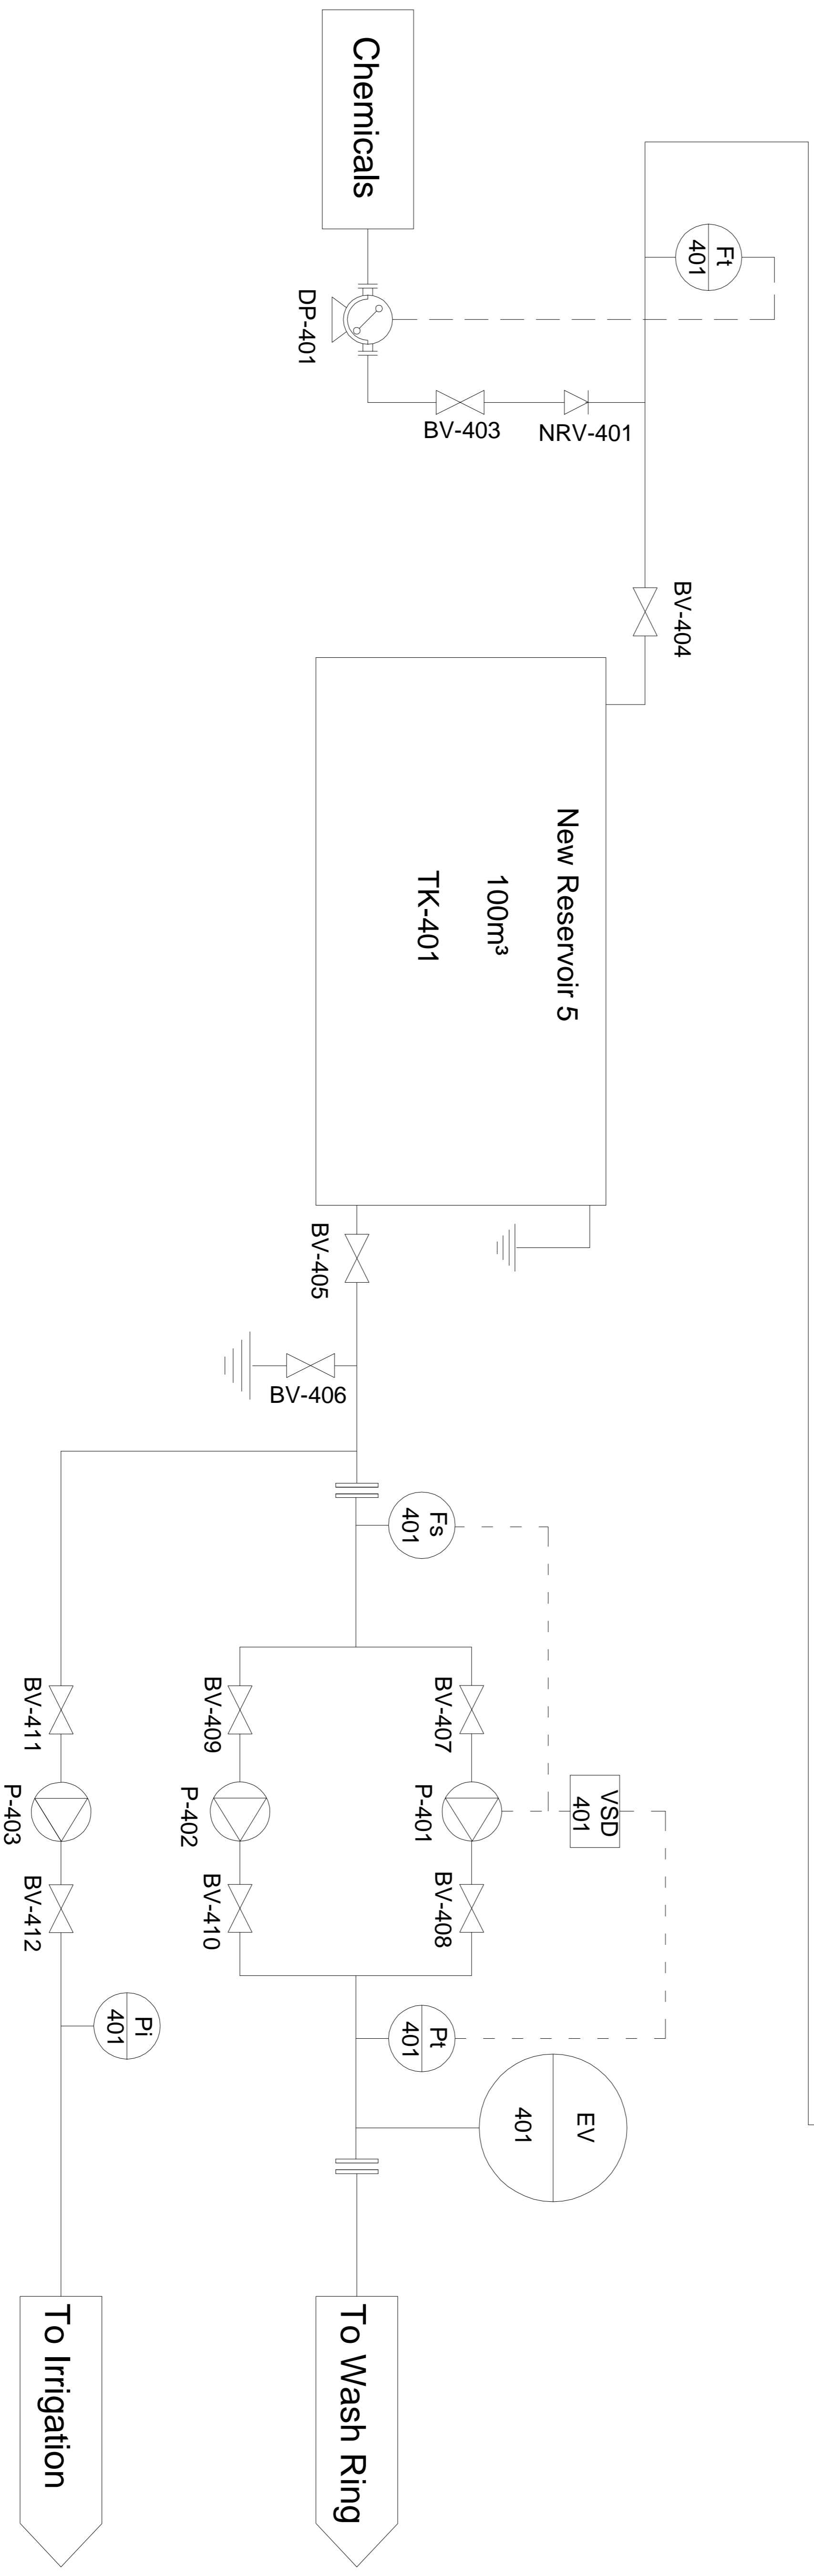 Chemicals
Ft
401
DP-401
BV-403
NRV-401
BV-404
New Reservoir 5
100m³
TK-401
BV-405
BV-406
Fs
401
BV-407
BV-409
BV-411
VSD
401
P-401
P-402
P-403
BV-408
BV-410
BV-412
Pt
401
Pi
401
EV
401
To Wash Ring
To Irrigation